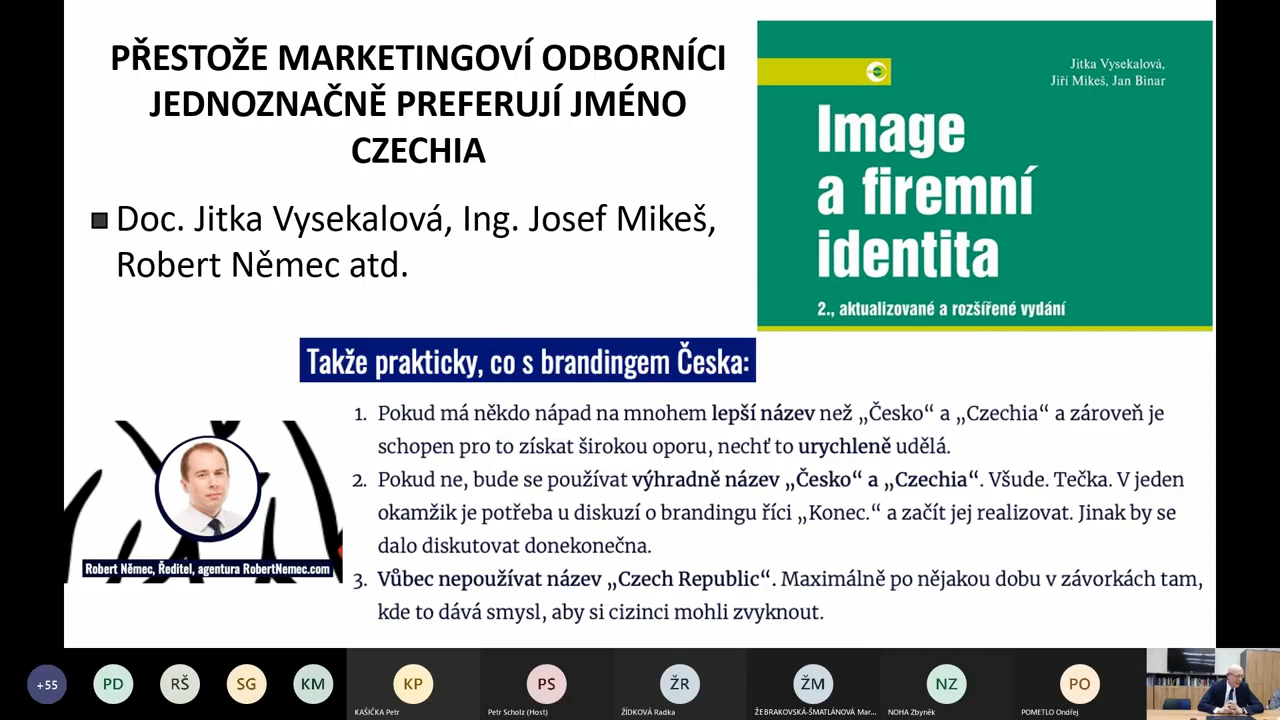 PŘESTOŽE MARKETINGOVÍ ODBORNÍCI
JEDNOZNAČNĚ PREFERUJÍ JMÉNO
CZECHIA
Doc. Jitka Vysekalová, Ing. Josef Mikeš,
Robert Němec atd.
Jitka Vysekalová,
Jiří Mikeš, Jan Binar
Image
a firemní
identita
2., aktualizované a rozšířené vydání
Takže prakticky, co s brandingem Česka:
1. Pokud má někdo nápad na mnohem lepší název než „Česko“ a „Czechia“ a zároveň je
schopen pro to získat širokou oporu, nechť to urychleně udělá.
2. Pokud ne, bude se používat výhradně název „Česko“ a „Czechia“. Všude. Tečka. V jeden
okamžik je potřeba u diskuzí o brandingu říci „Konec.“ a začít jej realizovat. Jinak by se
dalo diskutovat donekonečna.
3. Vůbec nepoužívat název „Czech Republic“. Maximálně po nějakou dobu v závorkách tam,
kde to dává smysl, aby si cizinci mohli zvyknout.
Robert Němec, Ředitel, agentura RobertNemec.com
+55
PD
RŠ
SG
KM
KP
PS
ŽR
ŽM
NZ
PO
KAŠIČKA Petr
Petr Scholz (Host)
ŽÍDKOVÁ Radka
ŽEBRAKOVSKÁ-ŠMATLÁNOVÁ Mar...
NOHA Zbyněk
POMETLO Ondřej